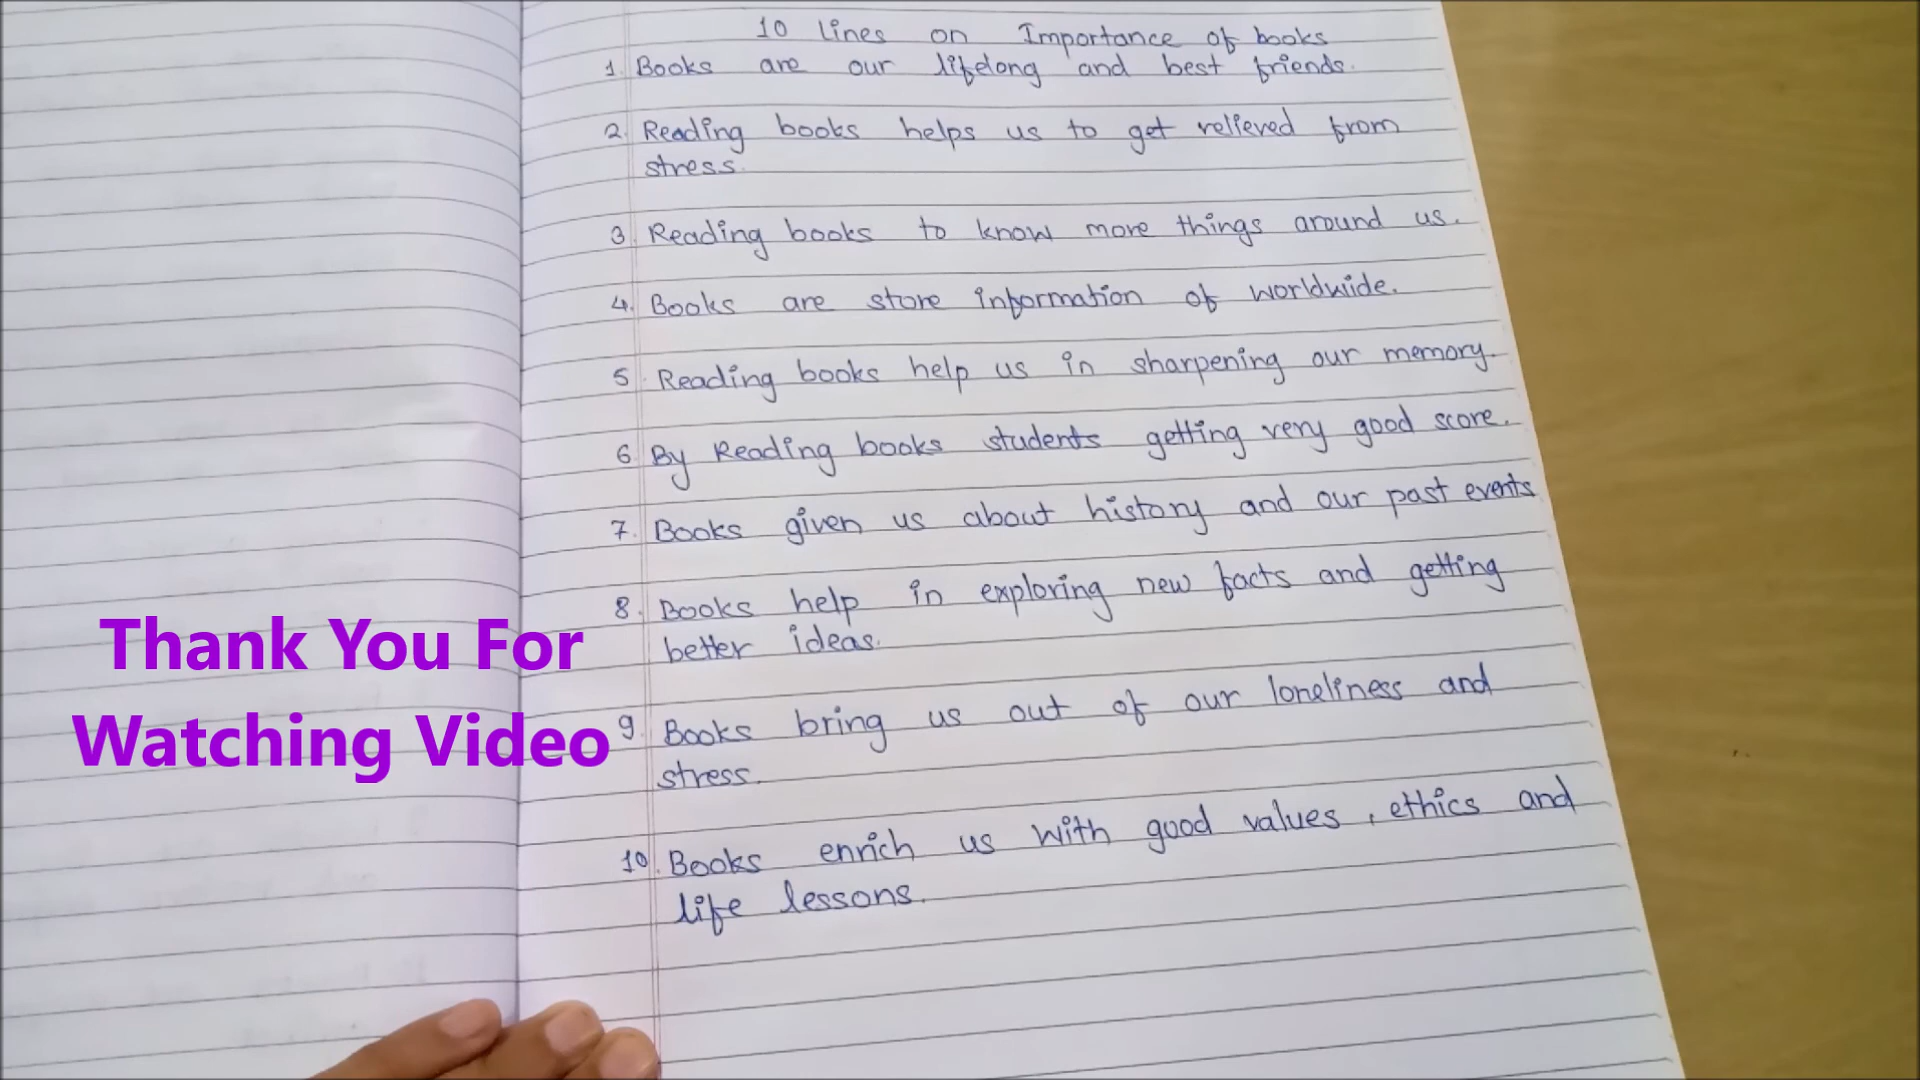 10 lines on Importance of books
1. Books are our lifelong and best friends.
2. Reading books helps us to get relieved from
stress.
3. Reading books to know more things around us.
4. Books are store information of worldwide.
5. Reading books help us in sharpening our memory.
6. By Reading books students getting very good score.
7. Books given us about history and our past events
8. Books help in exploring new facts and getting
better ideas.
9. Books bring us out of our loneliness and
stress.
10. Books enrich us with good values, ethics and
life lessons.
Thank You For
Watching Video